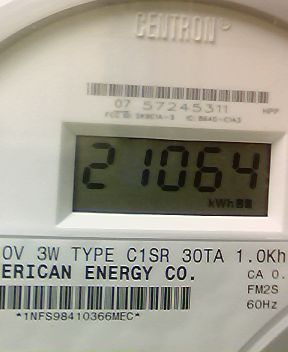 CENTRON
07 57245311 HPP
21064
kWh
0V 3W TYPE C1SR 30TA 1.0Kh
ERICAN ENERGY CO. CA 0.
FM2S
60Hz
*1NFS98410366MEC*